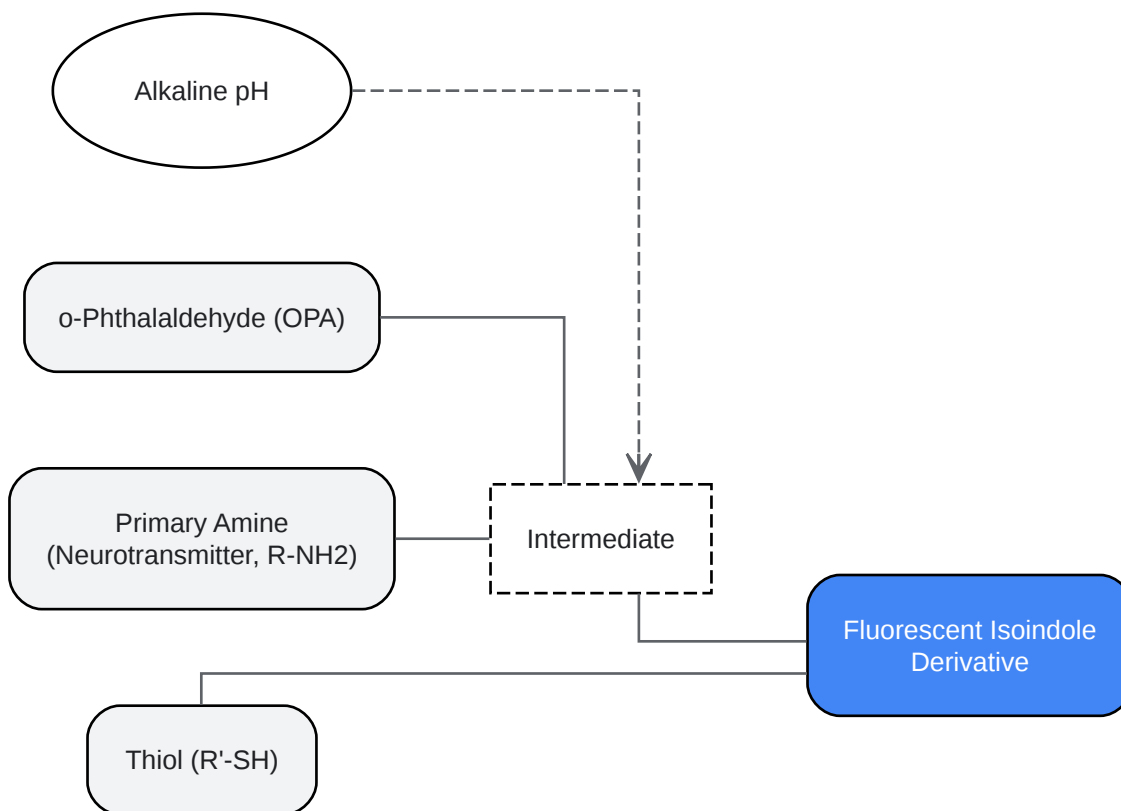 Alkaline pH
o-Phthalaldehyde (OPA)
Primary Amine
(Neurotransmitter, R-NH2)
Intermediate
Fluorescent Isoindole
Derivative
Thiol (R'-SH)